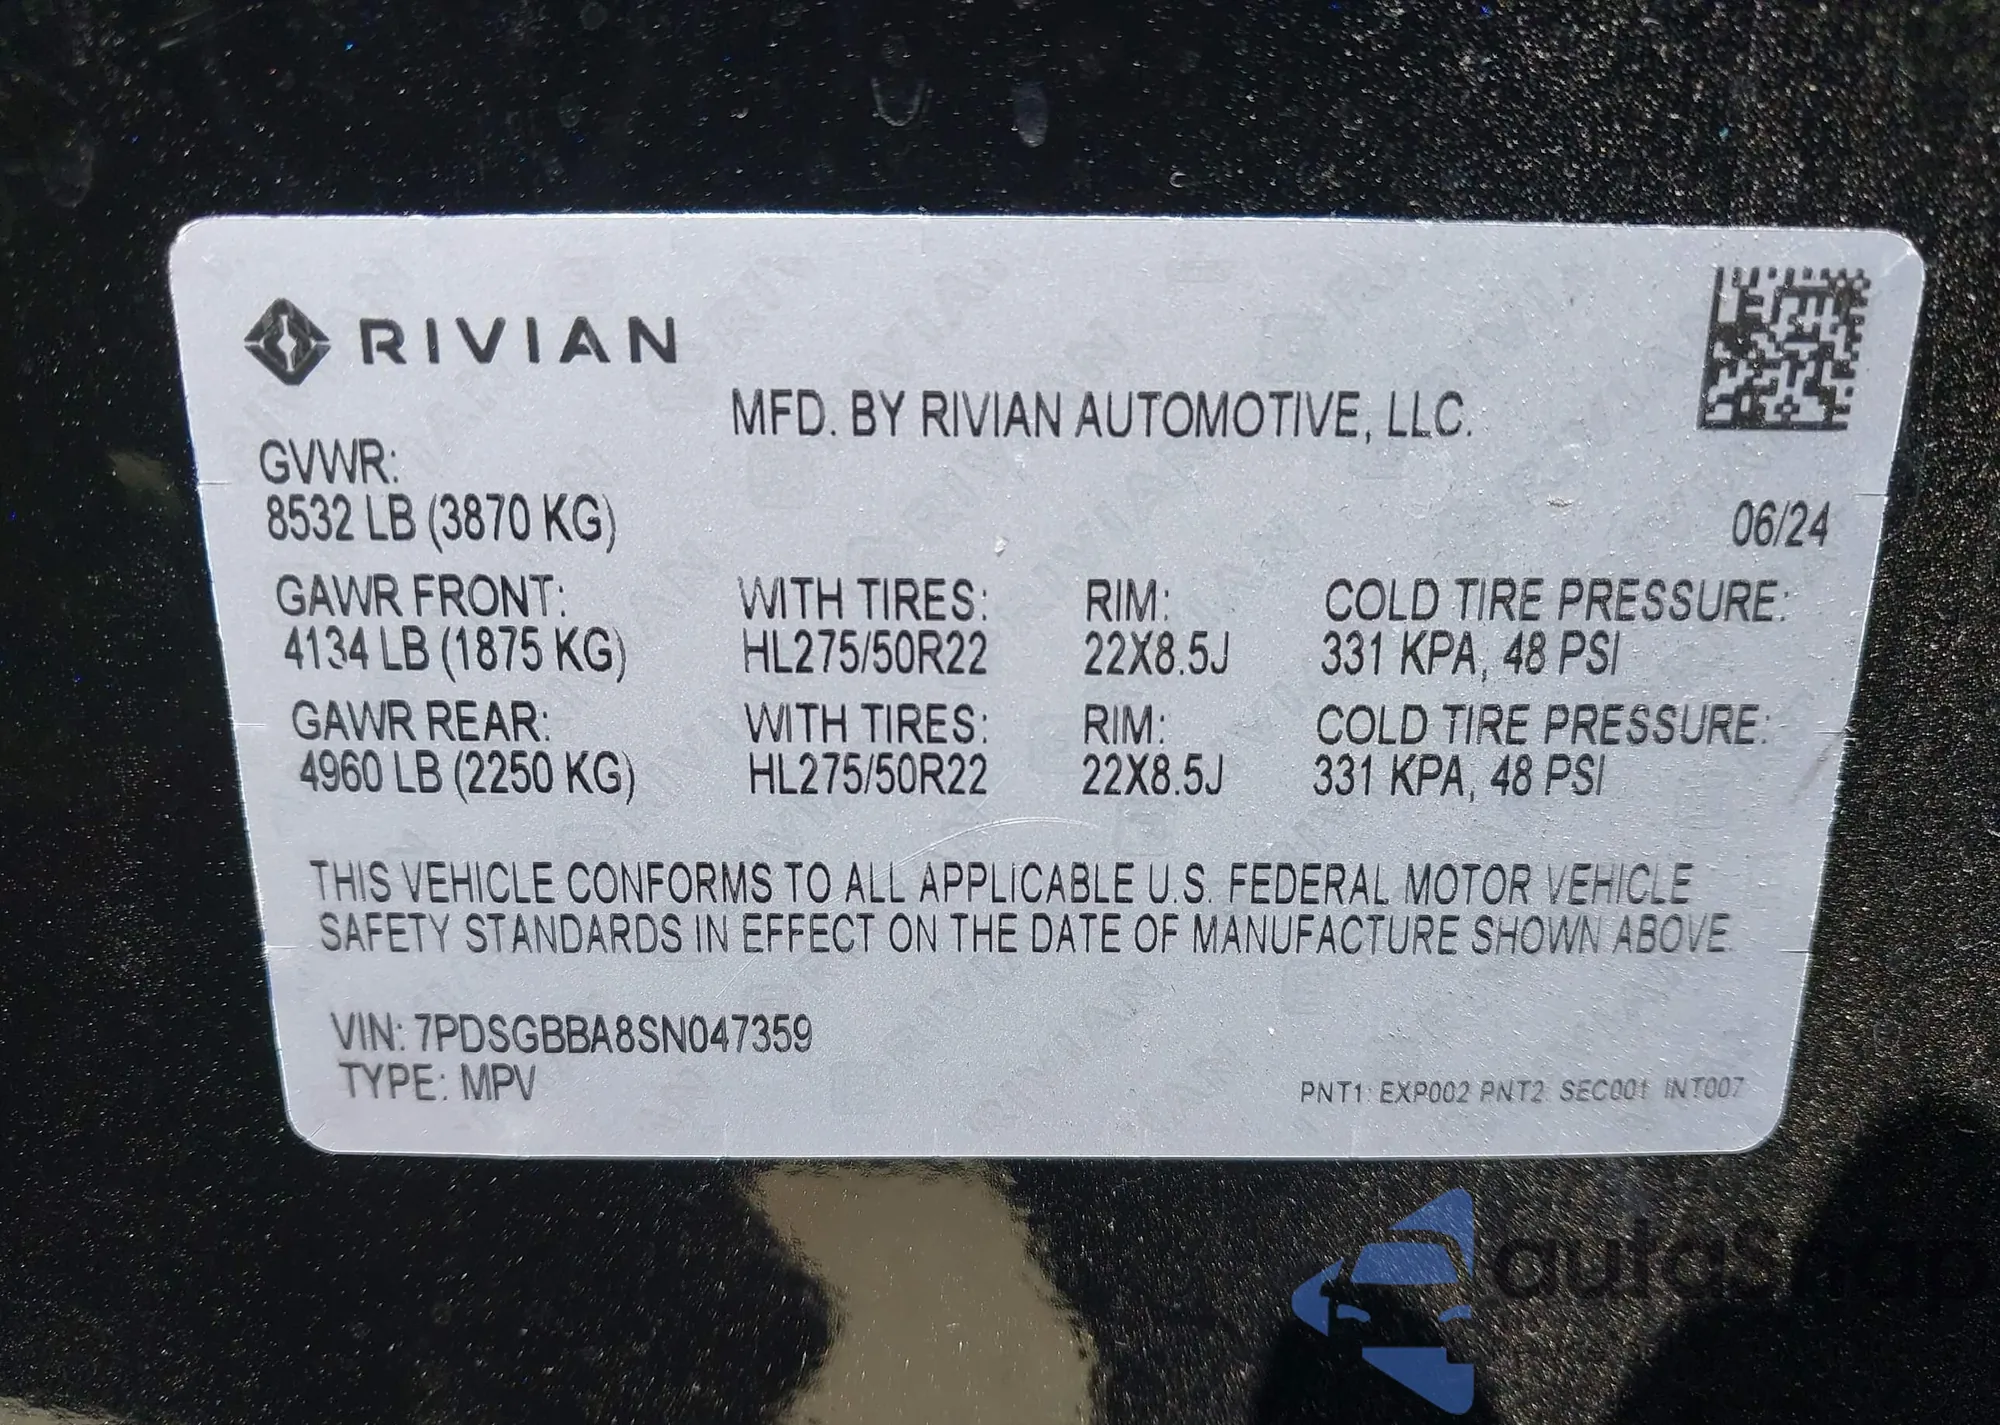 RIVIAN
MFD. BY RIVIAN AUTOMOTIVE, LLC.
GVWR:
8532 LB (3870 KG)
06/24
GAWR FRONT: WITH TIRES: RIM: COLD TIRE PRESSURE:
4134 LB (1875 KG) HL275/50R22 22X8.5J 331 KPA, 48 PSI
GAWR REAR: WITH TIRES: RIM: COLD TIRE PRESSURE:
4960 LB (2250 KG) HL275/50R22 22X8.5J 331 KPA, 48 PSI
THIS VEHICLE CONFORMS TO ALL APPLICABLE U.S. FEDERAL MOTOR VEHICLE
SAFETY STANDARDS IN EFFECT ON THE DATE OF MANUFACTURE SHOWN ABOVE.
VIN: 7PDSGBBA8SN047359
TYPE: MPV
PNT1: EXP002 PNT2: SEC001 INT007
autasnap